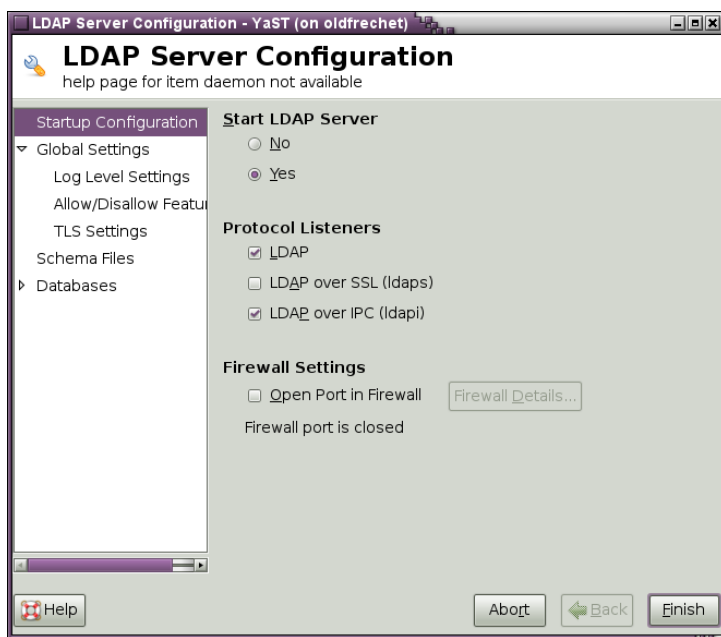 LDAP Server Configuration - YaST (on oldfrechet)
LDAP Server Configuration
help page for item daemon not available
Startup Configuration
Global Settings
Log Level Settings
Allow/Disallow Featu
TLS Settings
Schema Files
Databases
Start LDAP Server
No
Yes
Protocol Listeners
LDAP
LDAP over SSL (ldaps)
LDAP over IPC (ldapi)
Firewall Settings
Open Port in Firewall
Firewall Details...
Firewall port is closed
Help
Abort
Back
Finish